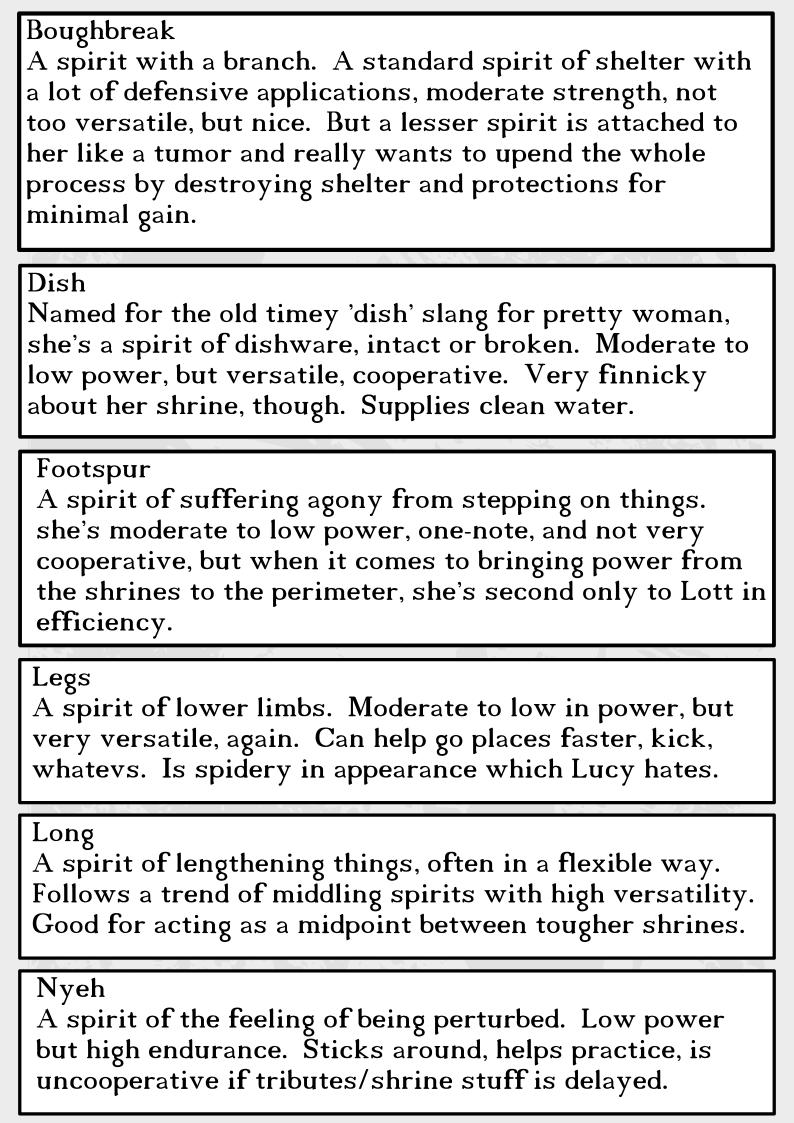 Boughbreak
A spirit with a branch.  A standard spirit of shelter with
a lot of defensive applications, moderate strength, not
too versatile, but nice.  But a lesser spirit is attached to
her like a tumor and really wants to upend the whole
process by destroying shelter and protections for
minimal gain.
Dish
Named for the old timey 'dish' slang for pretty woman,
she's a spirit of dishware, intact or broken.  Moderate to
low power, but versatile, cooperative.  Very finnicky
about her shrine, though.  Supplies clean water.
Footspur
A spirit of suffering agony from stepping on things.
she's moderate to low power, one-note, and not very
cooperative, but when it comes to bringing power from
the shrines to the perimeter, she's second only to Lott in
efficiency.
Legs
A spirit of lower limbs.  Moderate to low in power, but
very versatile, again.  Can help go places faster, kick,
whatevs.  Is spidery in appearance which Lucy hates.
Long
A spirit of lengthening things, often in a flexible way.
Follows a trend of middling spirits with high versatility.
Good for acting as a midpoint between tougher shrines.
Nyeh
A spirit of the feeling of being perturbed.  Low power
but high endurance.  Sticks around, helps practice, is
uncooperative if tributes/shrine stuff is delayed.